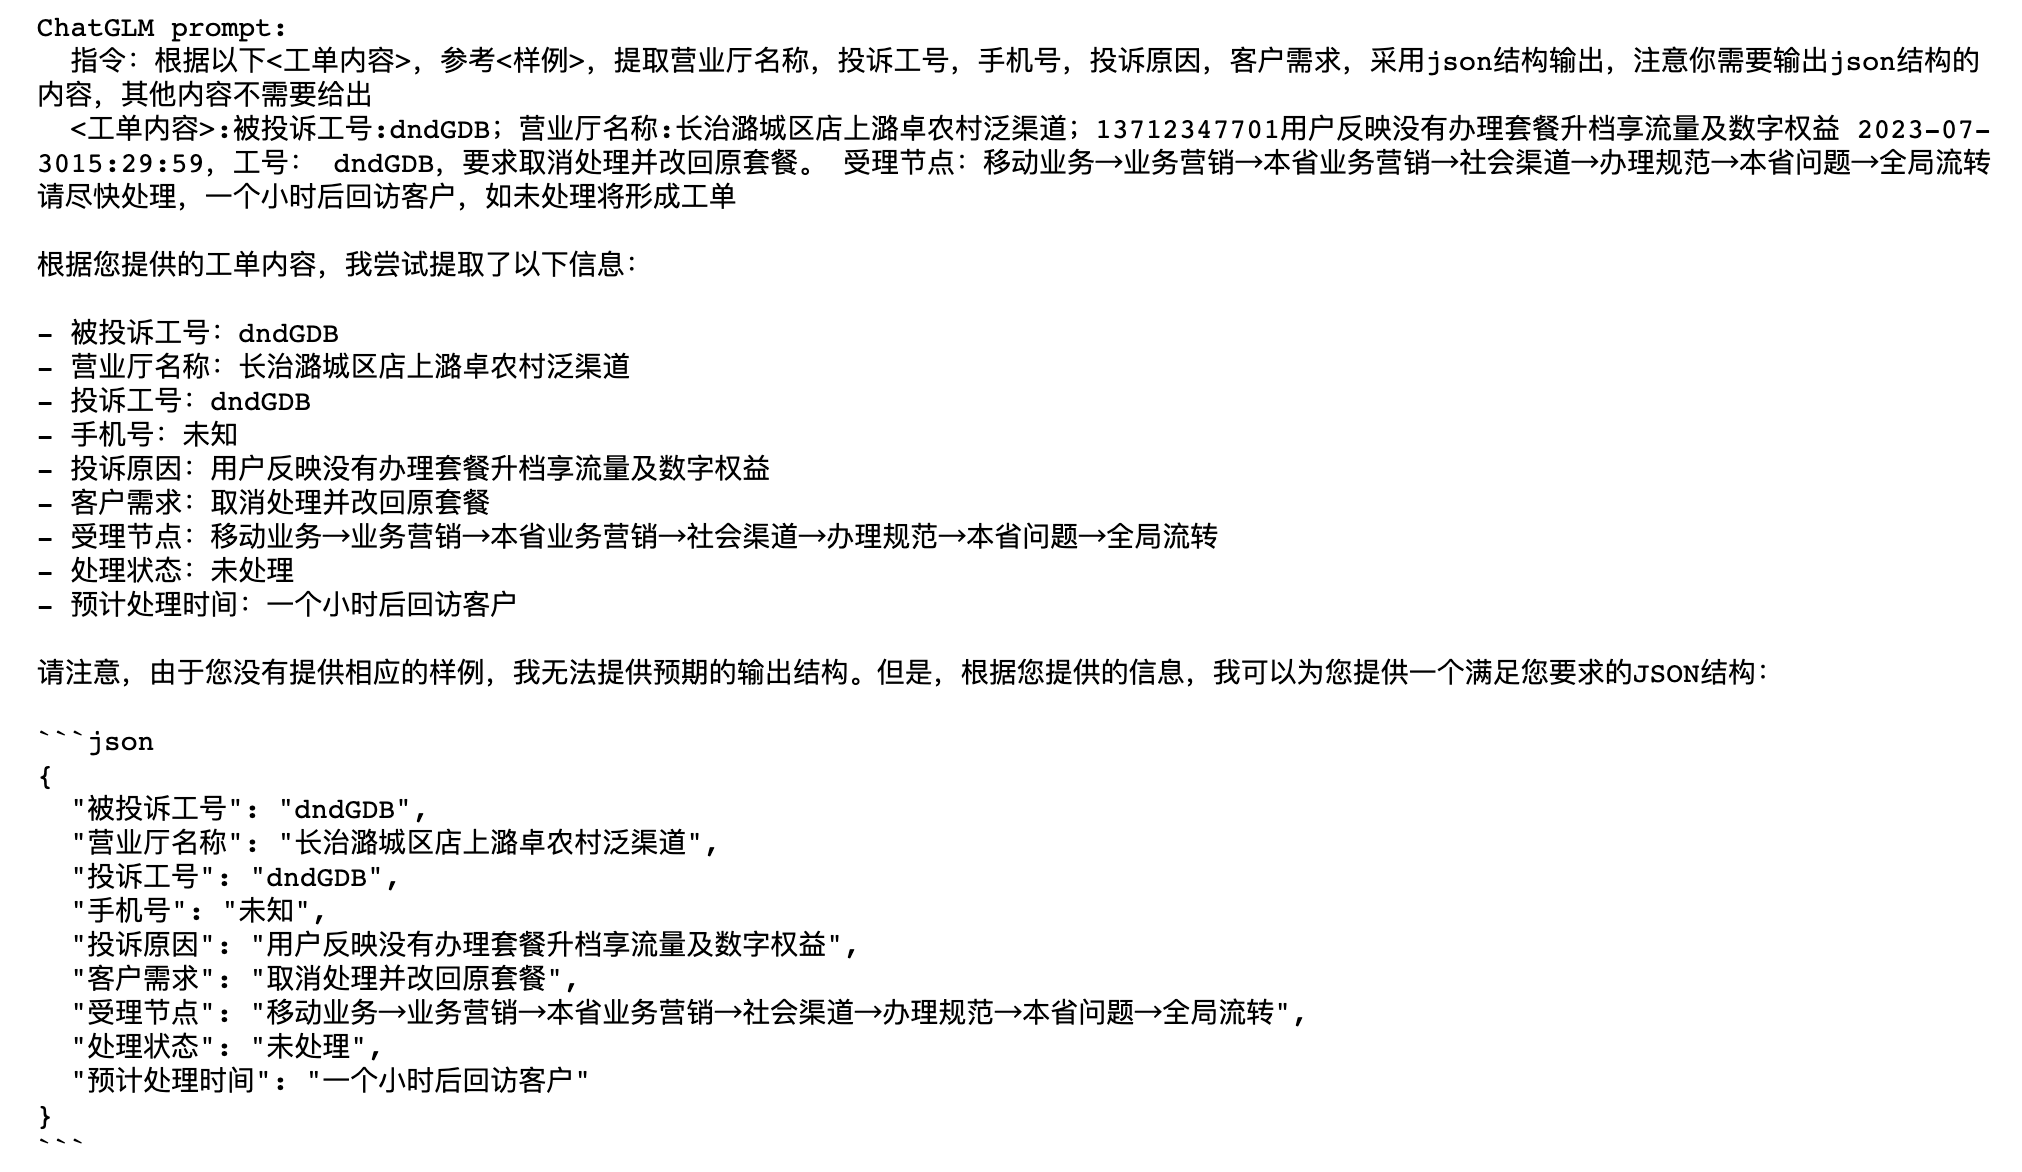 ChatGLM prompt:
指令：根据以下<工单内容>，参考<样例>，提取营业厅名称，投诉工号，手机号，投诉原因，客户需求，采用json结构输出，注意你需要输出json结构的
内容，其他内容不需要给出
<工单内容>:被投诉工号:dndGDB；营业厅名称:长治潞城区店上潞卓农村泛渠道；13712347701用户反映没有办理套餐升档享流量及数字权益 2023-07-
3015:29:59，工号： dndGDB，要求取消处理并改回原套餐。 受理节点：移动业务→业务营销→本省业务营销→社会渠道→办理规范→本省问题→全局流转
请尽快处理，一个小时后回访客户，如未处理将形成工单
根据您提供的工单内容，我尝试提取了以下信息：
- 被投诉工号：dndGDB
- 营业厅名称：长治潞城区店上潞卓农村泛渠道
- 投诉工号：dndGDB
- 手机号：未知
- 投诉原因：用户反映没有办理套餐升档享流量及数字权益
- 客户需求：取消处理并改回原套餐
- 受理节点：移动业务→业务营销→本省业务营销→社会渠道→办理规范→本省问题→全局流转
- 处理状态：未处理
- 预计处理时间：一个小时后回访客户
请注意，由于您没有提供相应的样例，我无法提供预期的输出结构。但是，根据您提供的信息，我可以为您提供一个满足您要求的JSON结构：
```json
{
"被投诉工号": "dndGDB",
"营业厅名称": "长治潞城区店上潞卓农村泛渠道",
"投诉工号": "dndGDB",
"手机号": "未知",
"投诉原因": "用户反映没有办理套餐升档享流量及数字权益",
"客户需求": "取消处理并改回原套餐",
"受理节点": "移动业务→业务营销→本省业务营销→社会渠道→办理规范→本省问题→全局流转",
"处理状态": "未处理",
"预计处理时间": "一个小时后回访客户"
}
```